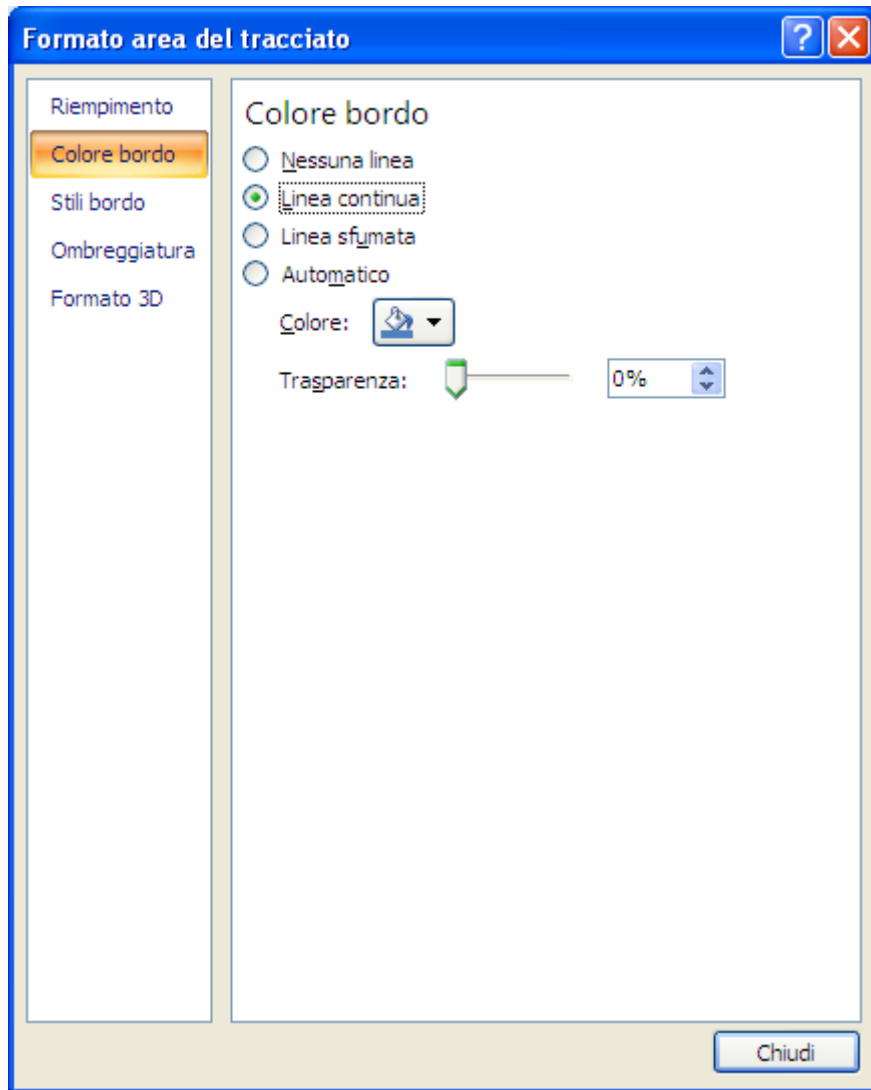 Formato area del tracciato
Riempimento
Colore bordo
Stili bordo
Ombreggiatura
Formato 3D
Colore bordo
Nessuna linea
Linea continua
Linea sfumata
Automatico
Colore:
Trasparenza: 0%
Chiudi